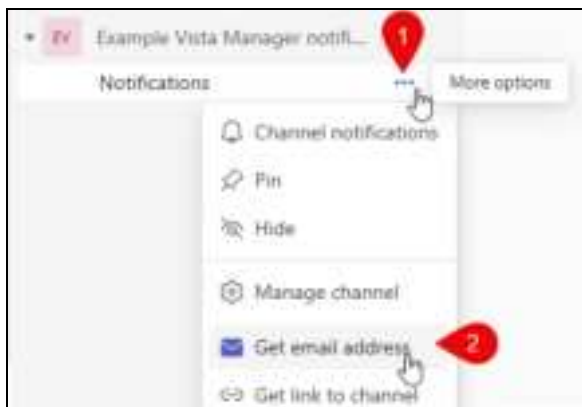 EV Example Vista Manager notifi...
1
Notifications ... More options
Channel notifications
Pin
Hide
Manage channel
Get email address
2
Get link to channel